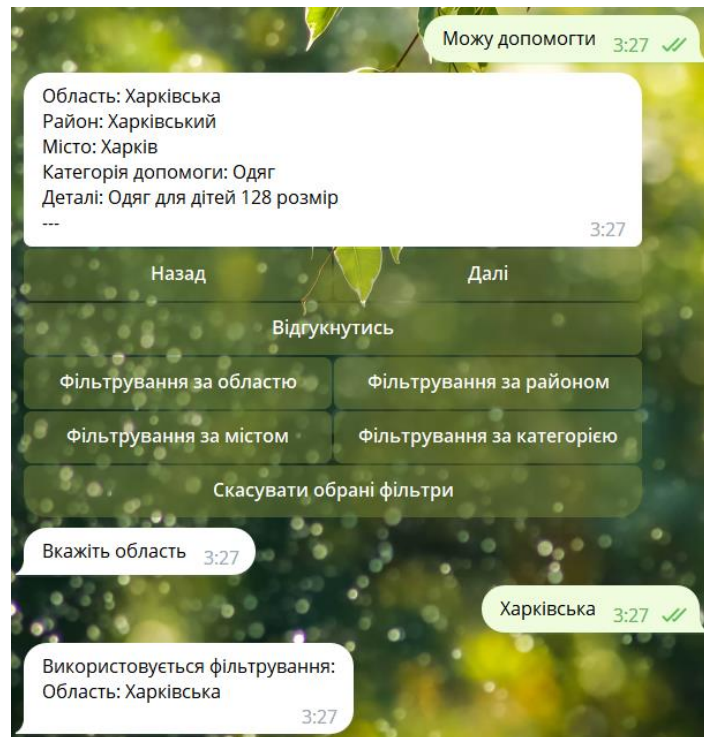 Можу допомогти 3:27
Область: Харківська
Район: Харківський
Місто: Харків
Категорія допомоги: Одяг
Деталі: Одяг для дітей 128 розмір
---
3:27
Назад Далі
Відгукнутись
Фільтрування за областю Фільтрування за районом
Фільтрування за містом Фільтрування за категорією
Скасувати обрані фільтри
Вкажіть область 3:27
Харківська 3:27
Використовується фільтрування:
Область: Харківська
3:27